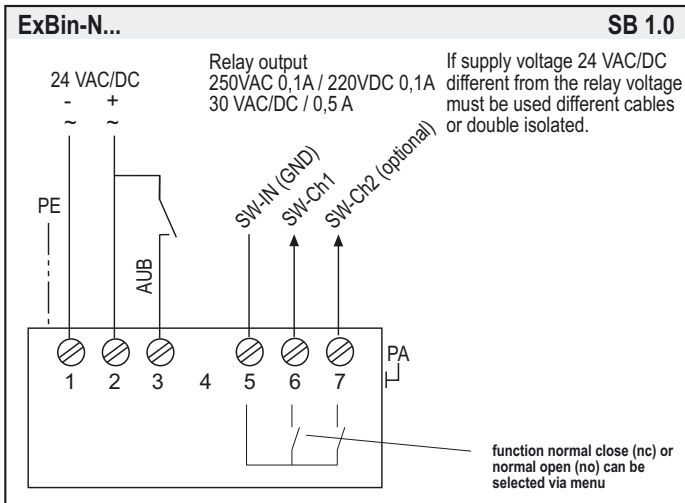 ExBin-N...
SB 1.0
24 VAC/DC
- +
~ ~
Relay output
250VAC 0,1A / 220VDC 0,1A
30 VAC/DC / 0,5 A
If supply voltage 24 VAC/DC
different from the relay voltage
must be used different cables
or double isolated.
PE
AUB
SW-IN (GND)
SW-Ch1
SW-Ch2 (optional)
PA
1 2 3 4 5 6 7
function normal close (nc) or
normal open (no) can be
selected via menu